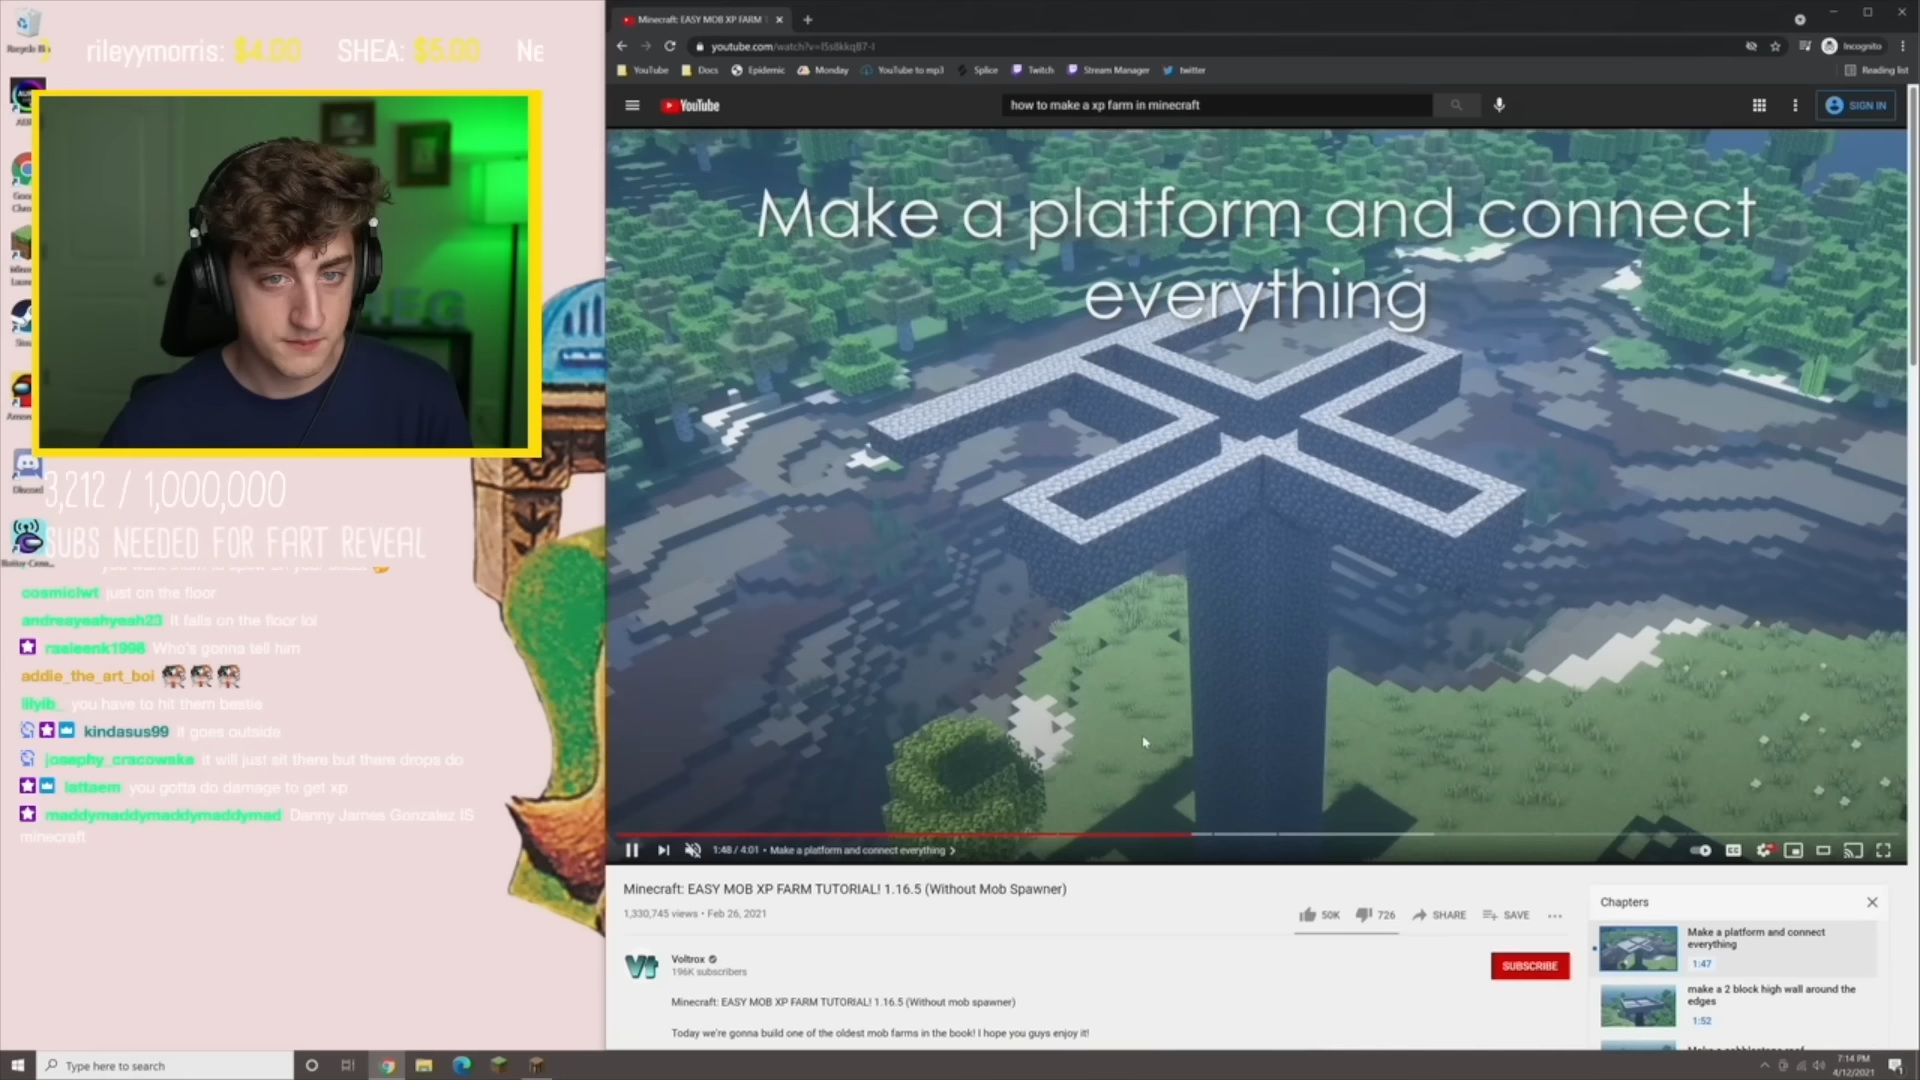 Recycle Bin
rileyymorris: $4.00 SHEA: $5.00 Ne
3,212 / 1,000,000
SUBS NEEDED FOR FART REVEAL
Discord
cosmiclwt just on the floor
andreayeahyeah23 it falls on the floor lol
raeleenk1998 Who's gonna tell him
addie_the_art_boi
lilylb_ you have to hit them bestie
kindasus99 if goes outside
josephy_cracowska it will just sit there but there drops do
lattaem you gotta do damage to get xp
maddymaddymaddymaddymad Danny James Gonzalez IS
minecraft
Minecraft: EASY MOB XP FARM
Incognito
YouTube Docs Epidemic Monday YouTube to mp3 Splice Twitch Stream Manager twitter Reading list
YouTube
how to make a xp farm in minecraft
SIGN IN
Make a platform and connect
everything
1:48 / 4:01 • Make a platform and connect everything
Minecraft: EASY MOB XP FARM TUTORIAL! 1.16.5 (Without Mob Spawner)
1,330,745 views • Feb 26, 2021
50K 726 SHARE SAVE
Vt
Voltrox
196K subscribers
SUBSCRIBE
Minecraft: EASY MOB XP FARM TUTORIAL! 1.16.5 (Without mob spawner)
Today we're gonna build one of the oldest mob farms in the book! I hope you guys enjoy it!
Chapters
Make a platform and connect
everything
1:47
make a 2 block high wall around the
edges
1:52
Type here to search
7:14 PM
4/12/2021